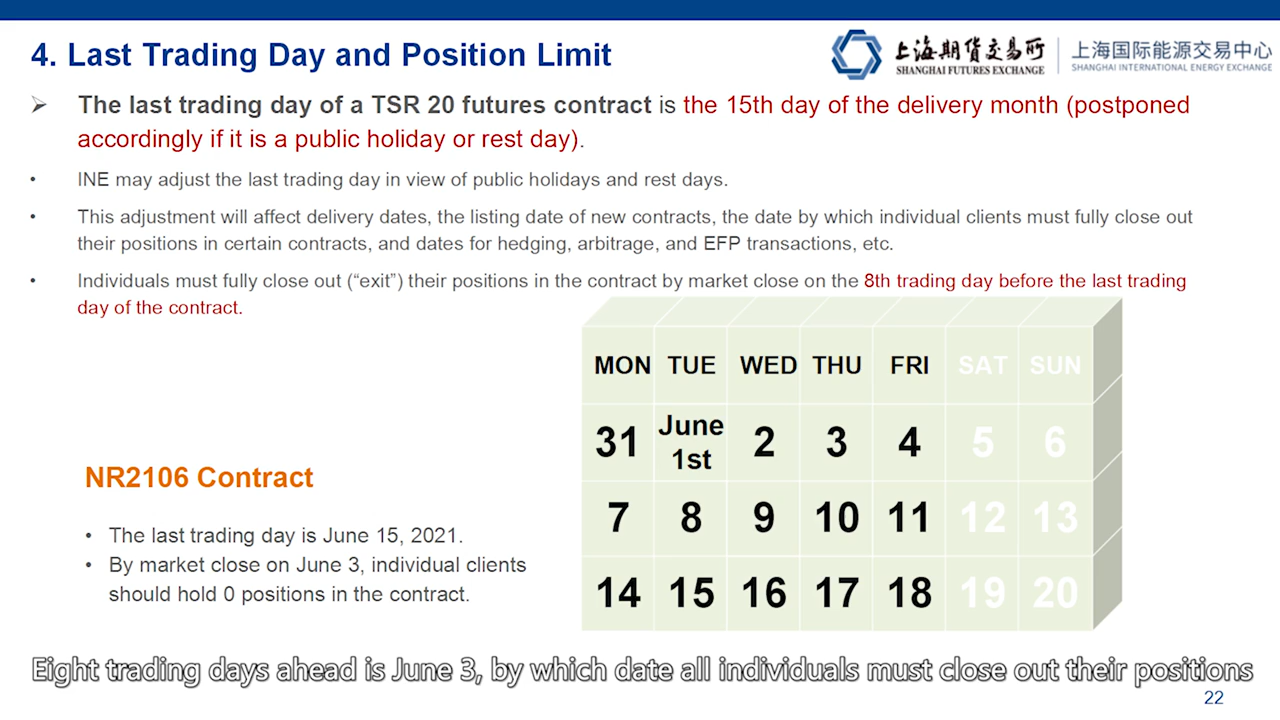 4. Last Trading Day and Position Limit
上海期货交易所
SHANGHAI FUTURES EXCHANGE
上海国际能源交易中心
SHANGHAI INTERNATIONAL ENERGY EXCHANGE
➢ The last trading day of a TSR 20 futures contract is the 15th day of the delivery month (postponed
accordingly if it is a public holiday or rest day).
• INE may adjust the last trading day in view of public holidays and rest days.
• This adjustment will affect delivery dates, the listing date of new contracts, the date by which individual clients must fully close out
their positions in certain contracts, and dates for hedging, arbitrage, and EFP transactions, etc.
• Individuals must fully close out (“exit”) their positions in the contract by market close on the 8th trading day before the last trading
day of the contract.
MON TUE WED THU FRI SAT SUN
31 June 1st 2 3 4 5 6
7 8 9 10 11 12 13
14 15 16 17 18 19 20
NR2106 Contract
• The last trading day is June 15, 2021.
• By market close on June 3, individual clients
should hold 0 positions in the contract.
Eight trading days ahead is June 3, by which date all individuals must close out their positions
22